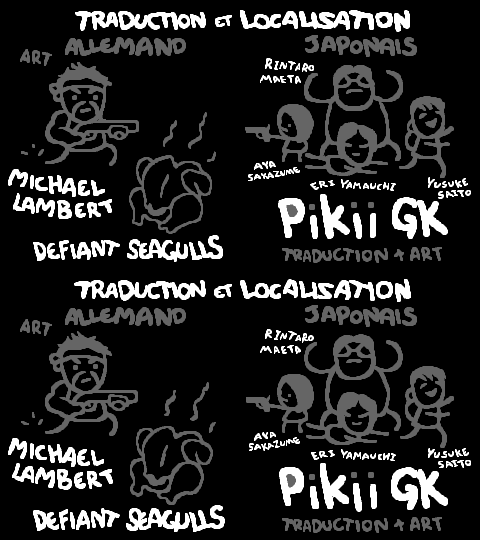 TRADUCTION ET LOCALISATION
ALLEMAND
ART
MICHAEL
LAMBERT
DEFIANT SEAGULLS
JAPONAIS
RINTARO
MAETA
AYA
SAKAZUME
ERI YAMAUCHI
YUSUKE
SAITO
Pikii GK
TRADUCTION + ART
TRADUCTION ET LOCALISATION
ALLEMAND
ART
MICHAEL
LAMBERT
DEFIANT SEAGULLS
JAPONAIS
RINTARO
MAETA
AYA
SAKAZUME
ERI YAMAUCHI
YUSUKE
SAITO
Pikii GK
TRADUCTION + ART